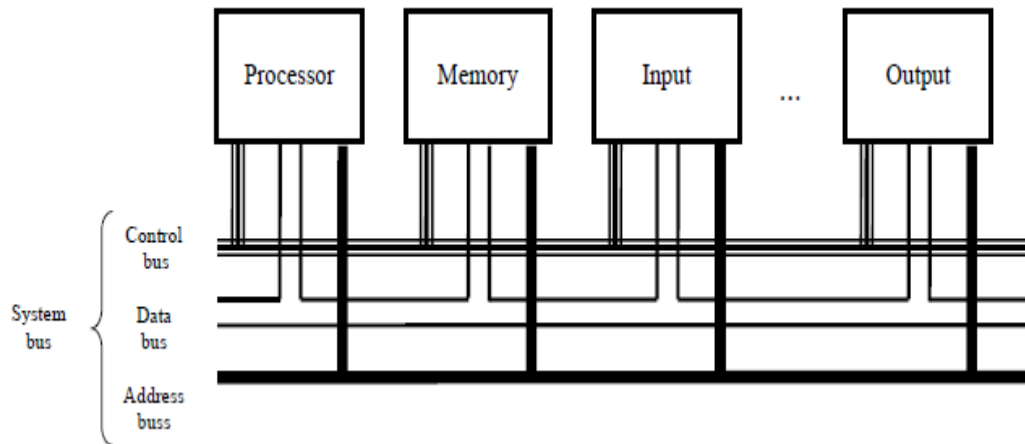 Processor
Memory
Input
...
Output
Control
bus
System
bus
Data
bus
Address
buss